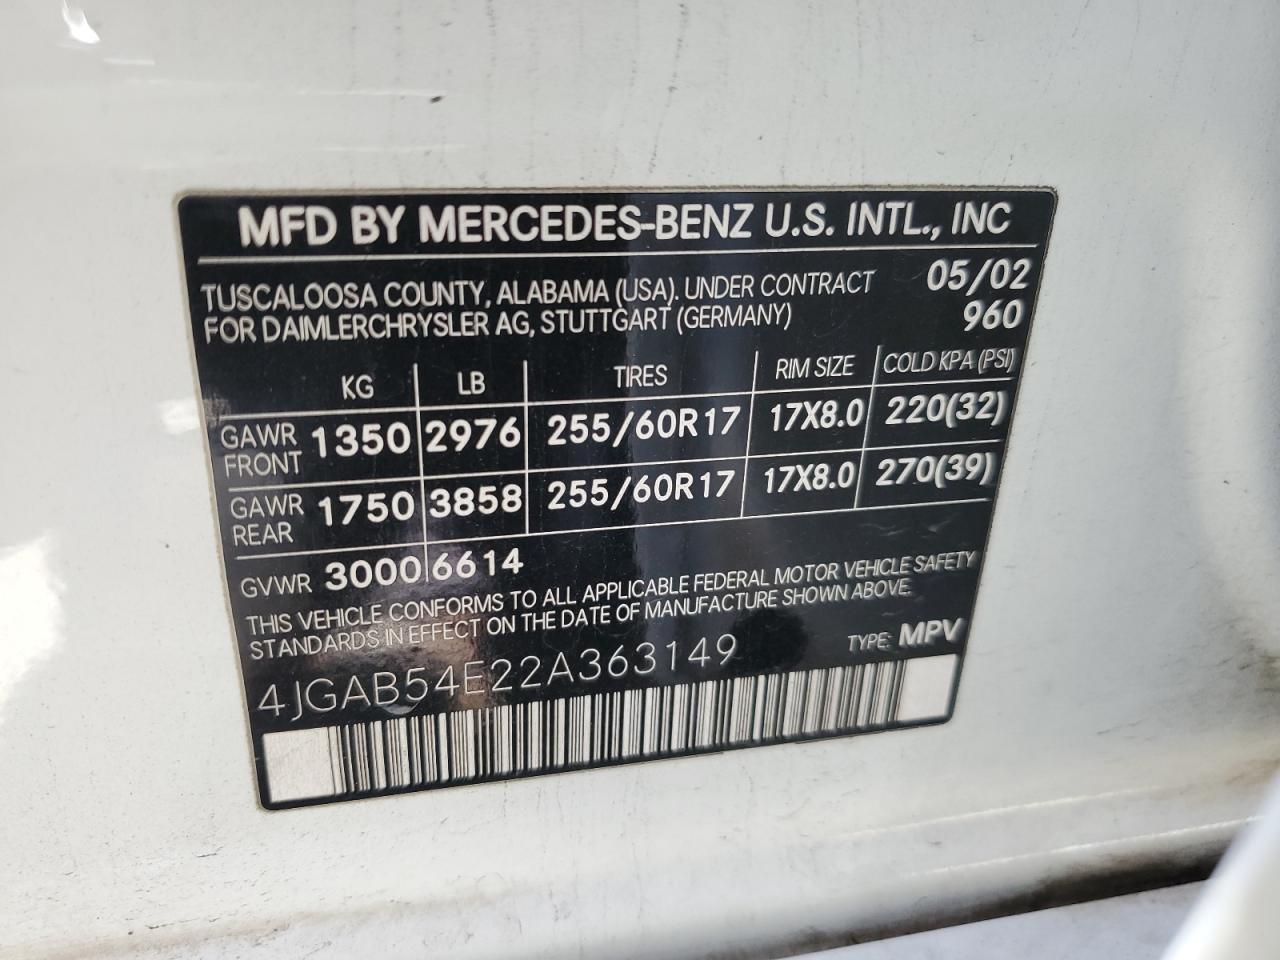 MFD BY MERCEDES-BENZ U.S. INTL., INC
TUSCALOOSA COUNTY, ALABAMA (USA). UNDER CONTRACT 05/02
FOR DAIMLERCHRYSLER AG, STUTTGART (GERMANY) 960
KG LB TIRES RIM SIZE COLD KPA (PSI)
GAWR FRONT 1350 2976 255/60R17 17X8.0 220(32)
GAWR REAR 1750 3858 255/60R17 17X8.0 270(39)
GVWR 3000 6614
THIS VEHICLE CONFORMS TO ALL APPLICABLE FEDERAL MOTOR VEHICLE SAFETY
STANDARDS IN EFFECT ON THE DATE OF MANUFACTURE SHOWN ABOVE.
4JGAB54E22A363149 TYPE: MPV